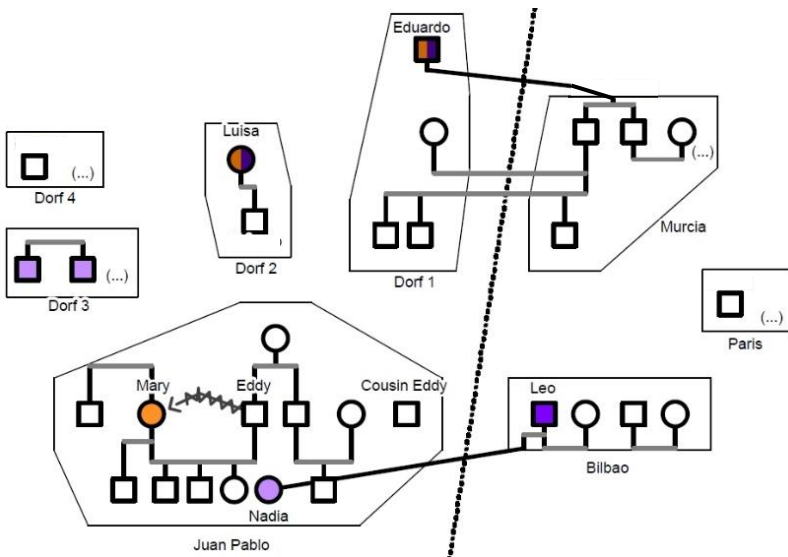 Eduardo
Luisa
(...)
Dorf 4
(...)
Murcia
Dorf 2
Dorf 1
(...)
Dorf 3
(...)
Paris
Mary
Eddy
Cousin Eddy
Leo
Bilbao
Nadia
Juan Pablo